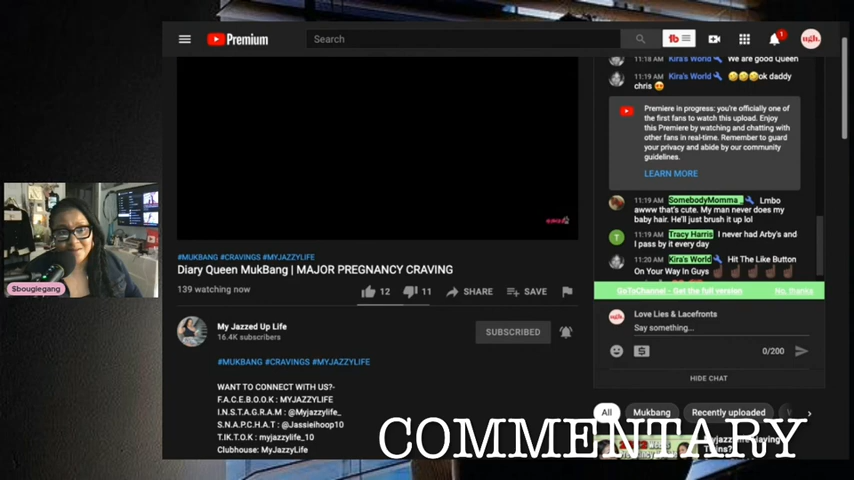 Premium
Search
1
ugh.
11:18 AM Kira's World We are good Queen
11:19 AM Kira's World 🤣🤣🤣ok daddy
chris 😍
Premiere in progress: you're officially one of
the first fans to watch this upload. Enjoy
this Premiere by watching and chatting with
other fans in real-time. Remember to guard
your privacy and abide by our community
guidelines.
LEARN MORE
11:19 AM SomebodyMomma_ Lmbo
awww that's cute. My man never does my
baby hair. He'll just brush it up lol
T
11:19 AM Tracy Harris I never had Arby's and
I pass by it every day
11:20 AM Kira's World Hit The Like Button
On Your Way In Guys
GoToChannel - Get the full version No, thanks
ugh. Love Lies & Lacefronts
Say something...
0/200
HIDE CHAT
All Mukbang Recently uploaded
$bougiegang
#MUKBANG #CRAVINGS #MYJAZZYLIFE
Diary Queen MukBang | MAJOR PREGNANCY CRAVING
139 watching now
12 11 SHARE SAVE
My Jazzed Up Life
16.4K subscribers
SUBSCRIBED
#MUKBANG #CRAVINGS #MYJAZZYLIFE
WANT TO CONNECT WITH US?-
F.A.C.E.B.O.O.K : MYJAZZYLIFE
I.N.S.T.A.G.R.A.M : @Myjazzylife_
S.N.A.P.C.H.A.T : @Jassieihoop10
T.I.K.T.O.K : myjazzylife_10
Clubhouse: MyJazzyLife
COMMENTARY